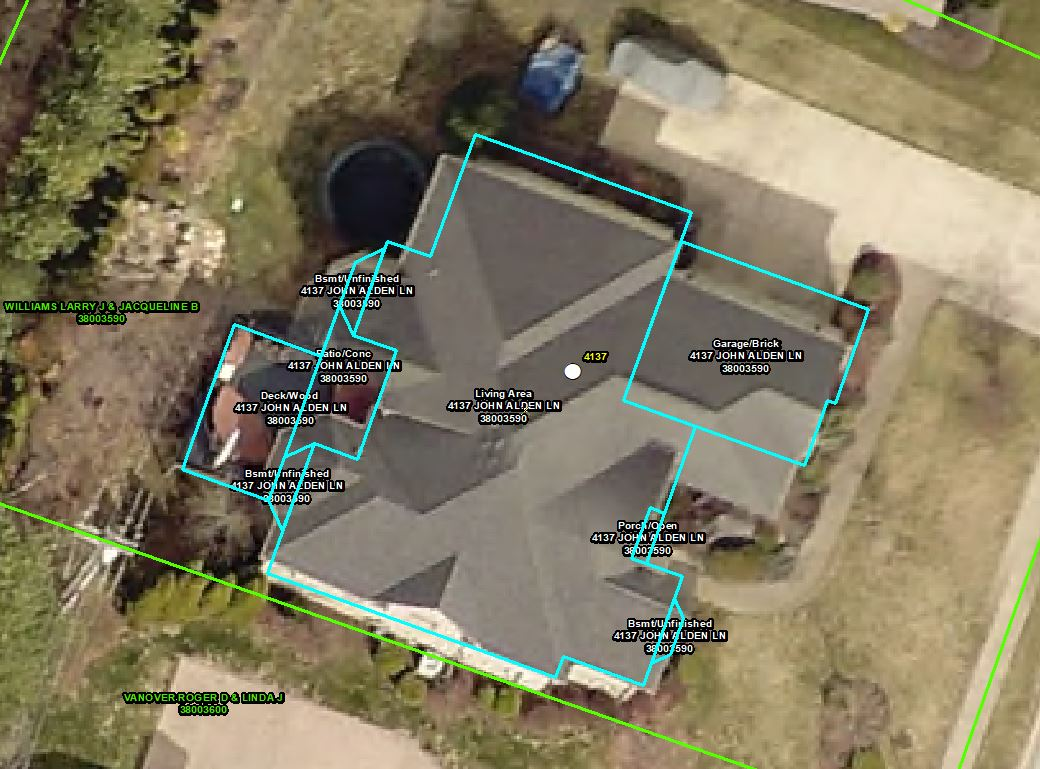 Bsmt/Unfinished
4137 JOHN ALDEN LN
38003590
WILLIAMS LARRY J & JACQUELINE B
38003590
Patio/Conc
4137 JOHN ALDEN LN
38003590
4137
Garage/Brick
4137 JOHN ALDEN LN
38003590
Deck/Wood
4137 JOHN ALDEN LN
38003590
Living Area
4137 JOHN ALDEN LN
38003590
Bsmt/Unfinished
4137 JOHN ALDEN LN
38003590
Porch/Open
4137 JOHN ALDEN LN
38003590
Bsmt/Unfinished
4137 JOHN ALDEN LN
38003590
VANOVER ROGER D & LINDA J
38003600